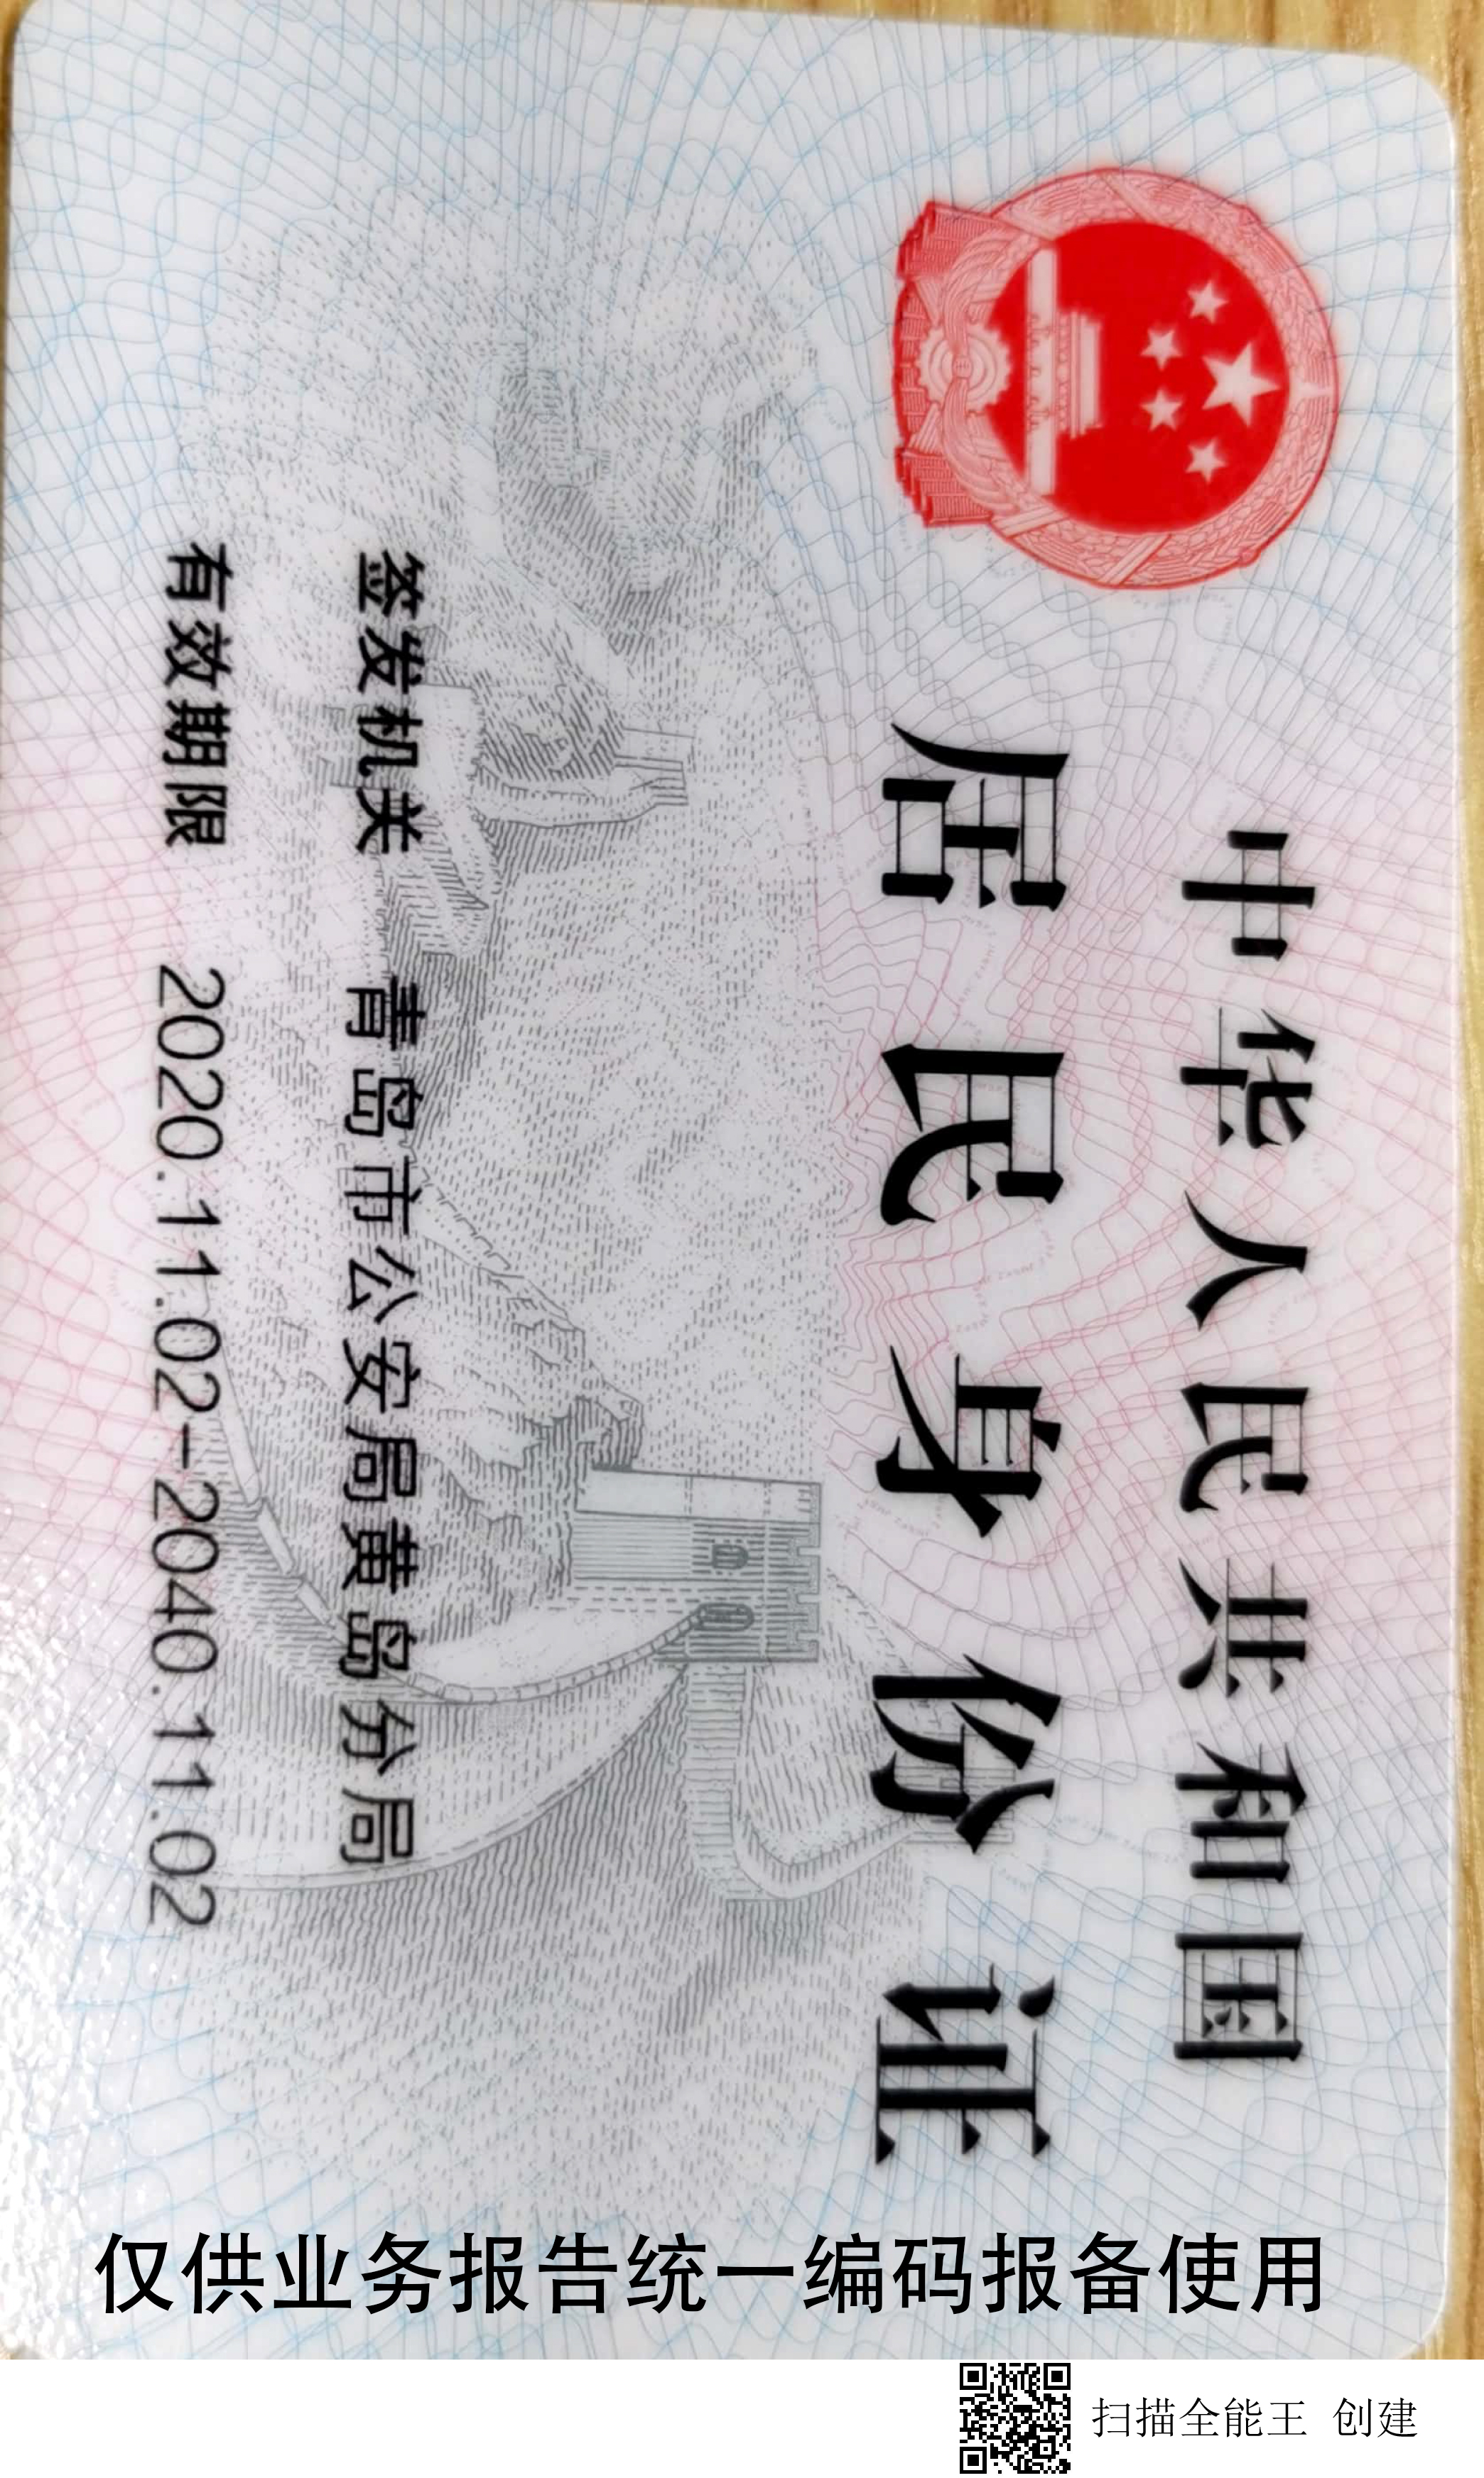 中华人民共和国
居民身份证
签发机关 青岛市公安局黄岛分局
有效期限 2020.11.02-2040.11.02
仅供业务报告统一编码报备使用
扫描全能王 创建